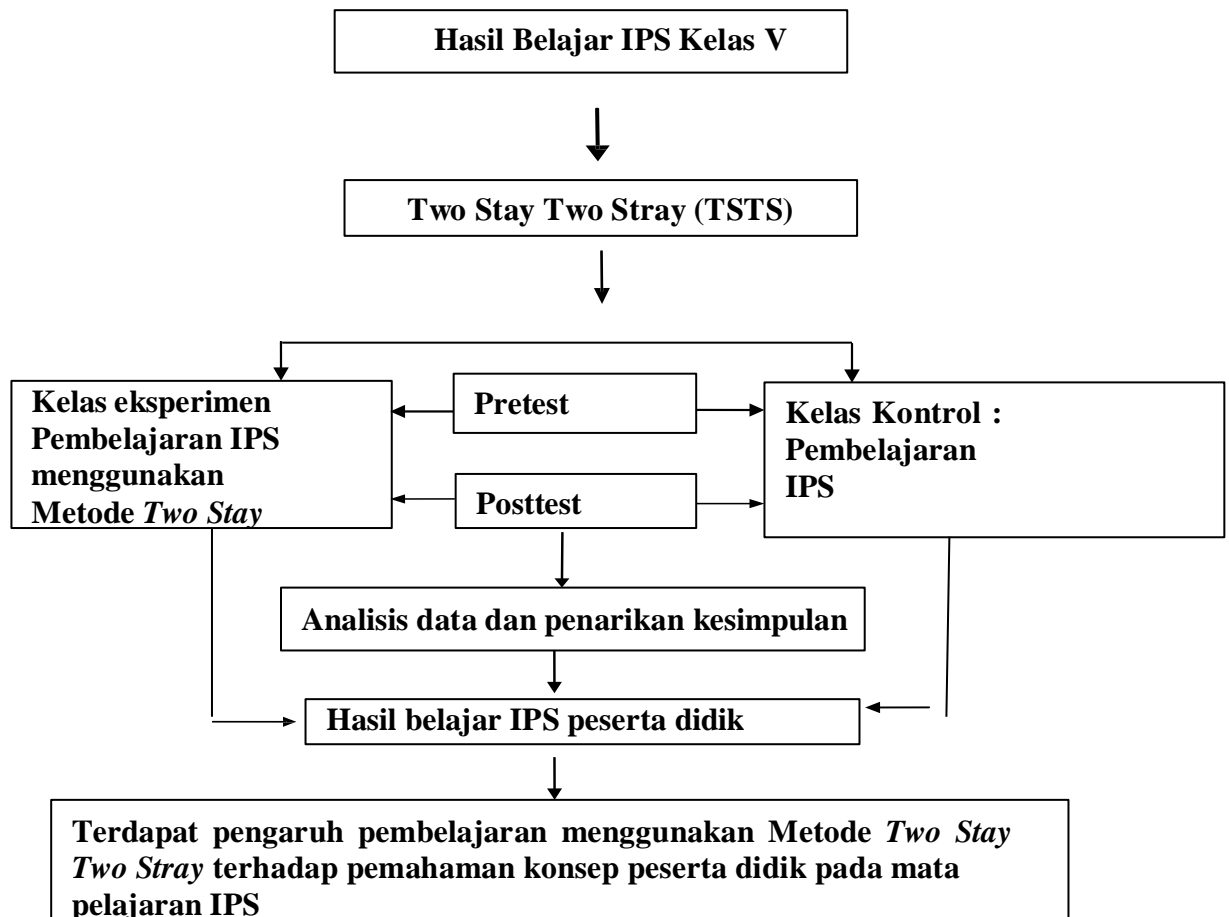 Hasil Belajar IPS Kelas V
Two Stay Two Stray (TSTS)
Kelas eksperimen
Pembelajaran IPS
menggunakan
Metode Two Stay
Pretest
Posttest
Kelas Kontrol :
Pembelajaran
IPS
Analisis data dan penarikan kesimpulan
Hasil belajar IPS peserta didik
Terdapat pengaruh pembelajaran menggunakan Metode Two Stay
Two Stray terhadap pemahaman konsep peserta didik pada mata
pelajaran IPS